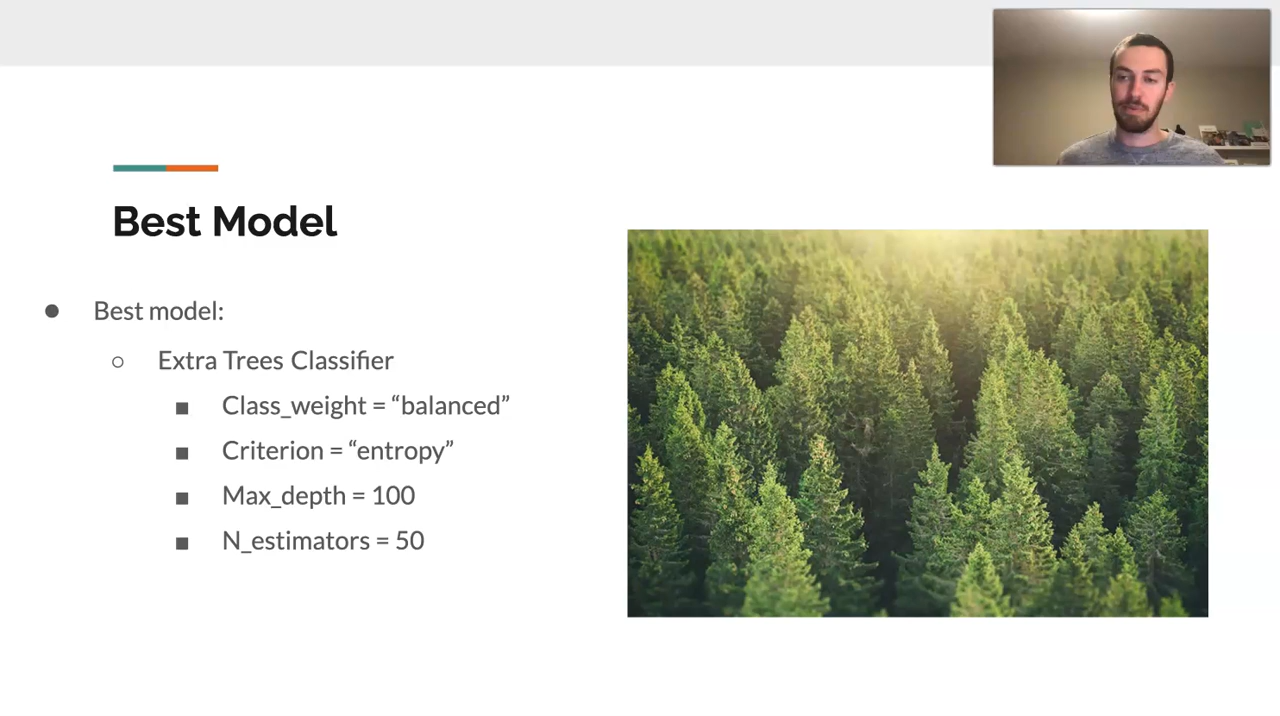 Best Model
● Best model:
○ Extra Trees Classifier
■ Class_weight = “balanced”
■ Criterion = “entropy”
■ Max_depth = 100
■ N_estimators = 50